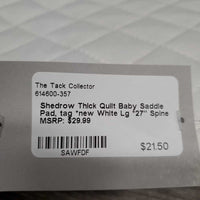 The Tack Collector
614600-357
Shedrow Thick Quilt Baby Saddle
Pad, tag *new White Lg *27" Spine
MSRP: $29.99
SAWFDF
$21.50